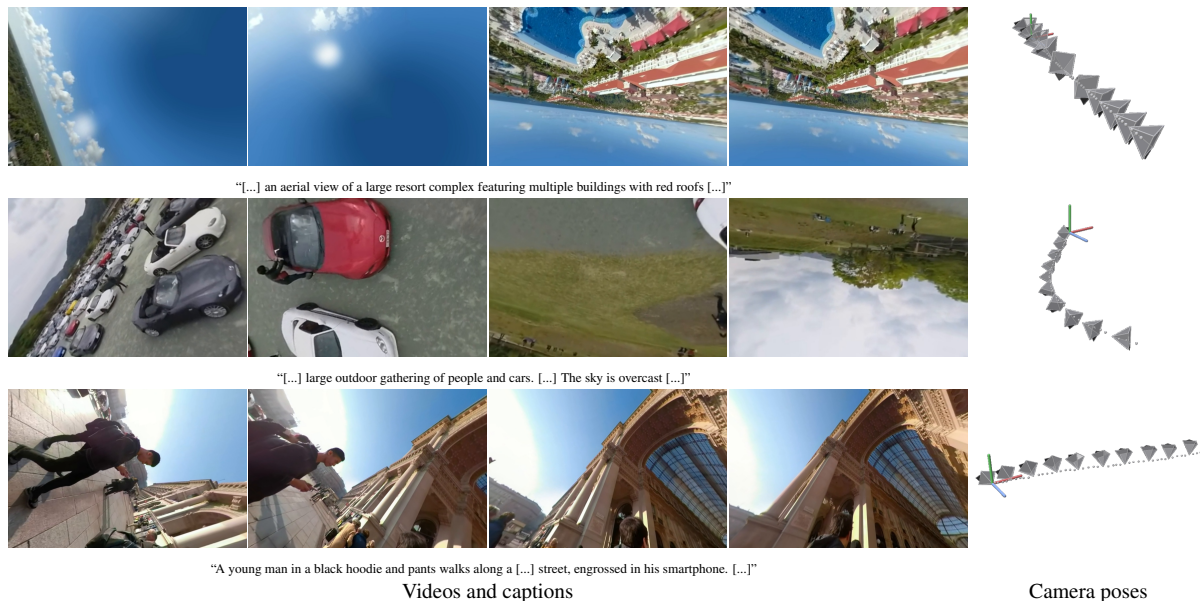 “[...] an aerial view of a large resort complex featuring multiple buildings with red roofs [...]”
“[...] large outdoor gathering of people and cars. [...] The sky is overcast [...]”
“A young man in a black hoodie and pants walks along a [...] street, engrossed in his smartphone. [...]”
Videos and captions
Camera poses